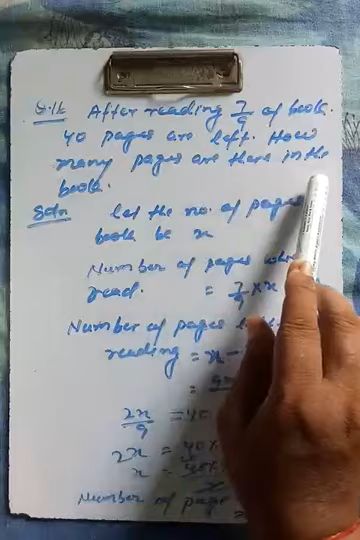 Q.16 After reading 7/9 of book.
40 pages are left. How
many pages are there in the
book.
Soln let the no. of pages
book be x
Number of pages
read. = 7/9 × x
Number of pages
reading = x -
=
2x/9 = 40
2x = 40×
x =
Number of page
=